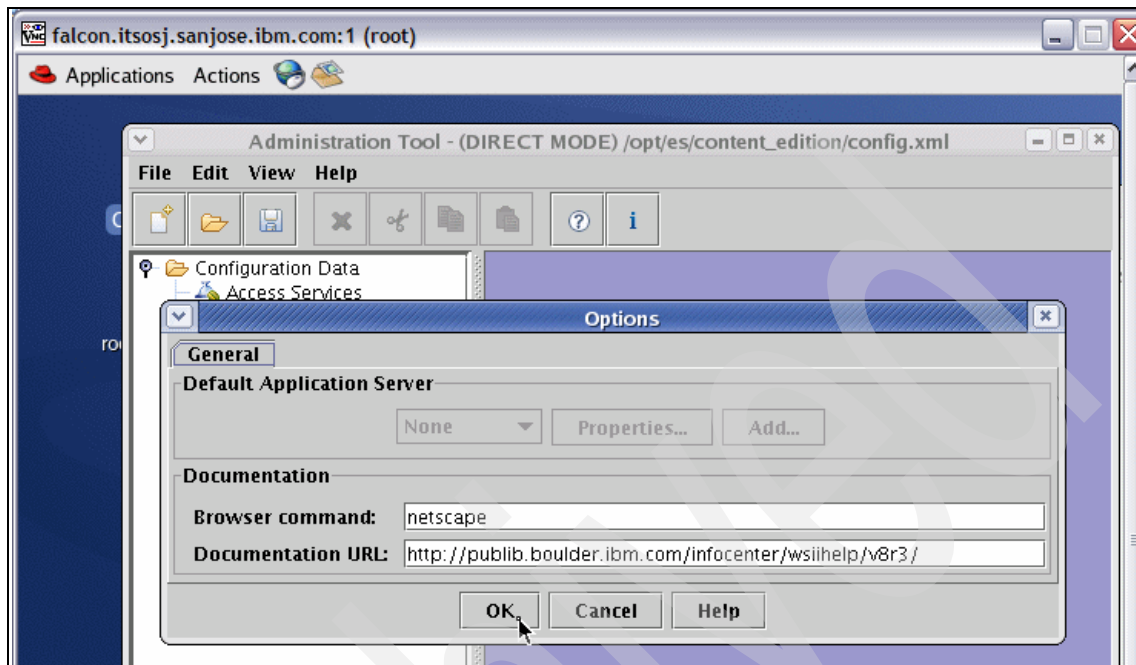 falcon.itsosj.sanjose.ibm.com:1 (root)
Applications Actions
Administration Tool - (DIRECT MODE) /opt/es/content_edition/config.xml
File Edit View Help
Configuration Data
Access Services
Options
General
Default Application Server
None Properties... Add...
Documentation
Browser command: netscape
Documentation URL: http://publib.boulder.ibm.com/infocenter/wsiihelp/v8r3/
OK Cancel Help